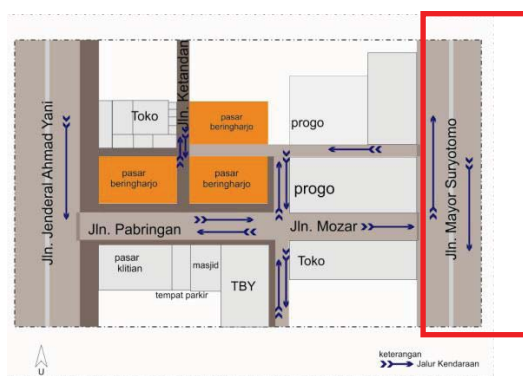 Jln. Jenderal Ahmad Yani
Toko
Jln. Ketandan
pasar
beringharjo
progo
pasar
beringharjo
pasar
beringharjo
progo
Jln. Pabringan
Jln. Mozar
Jln. Mayor Suryotomo
pasar
klitian
masjid
tempat parkir
TBY
Toko
U
keterangan
Jalur Kendaraan